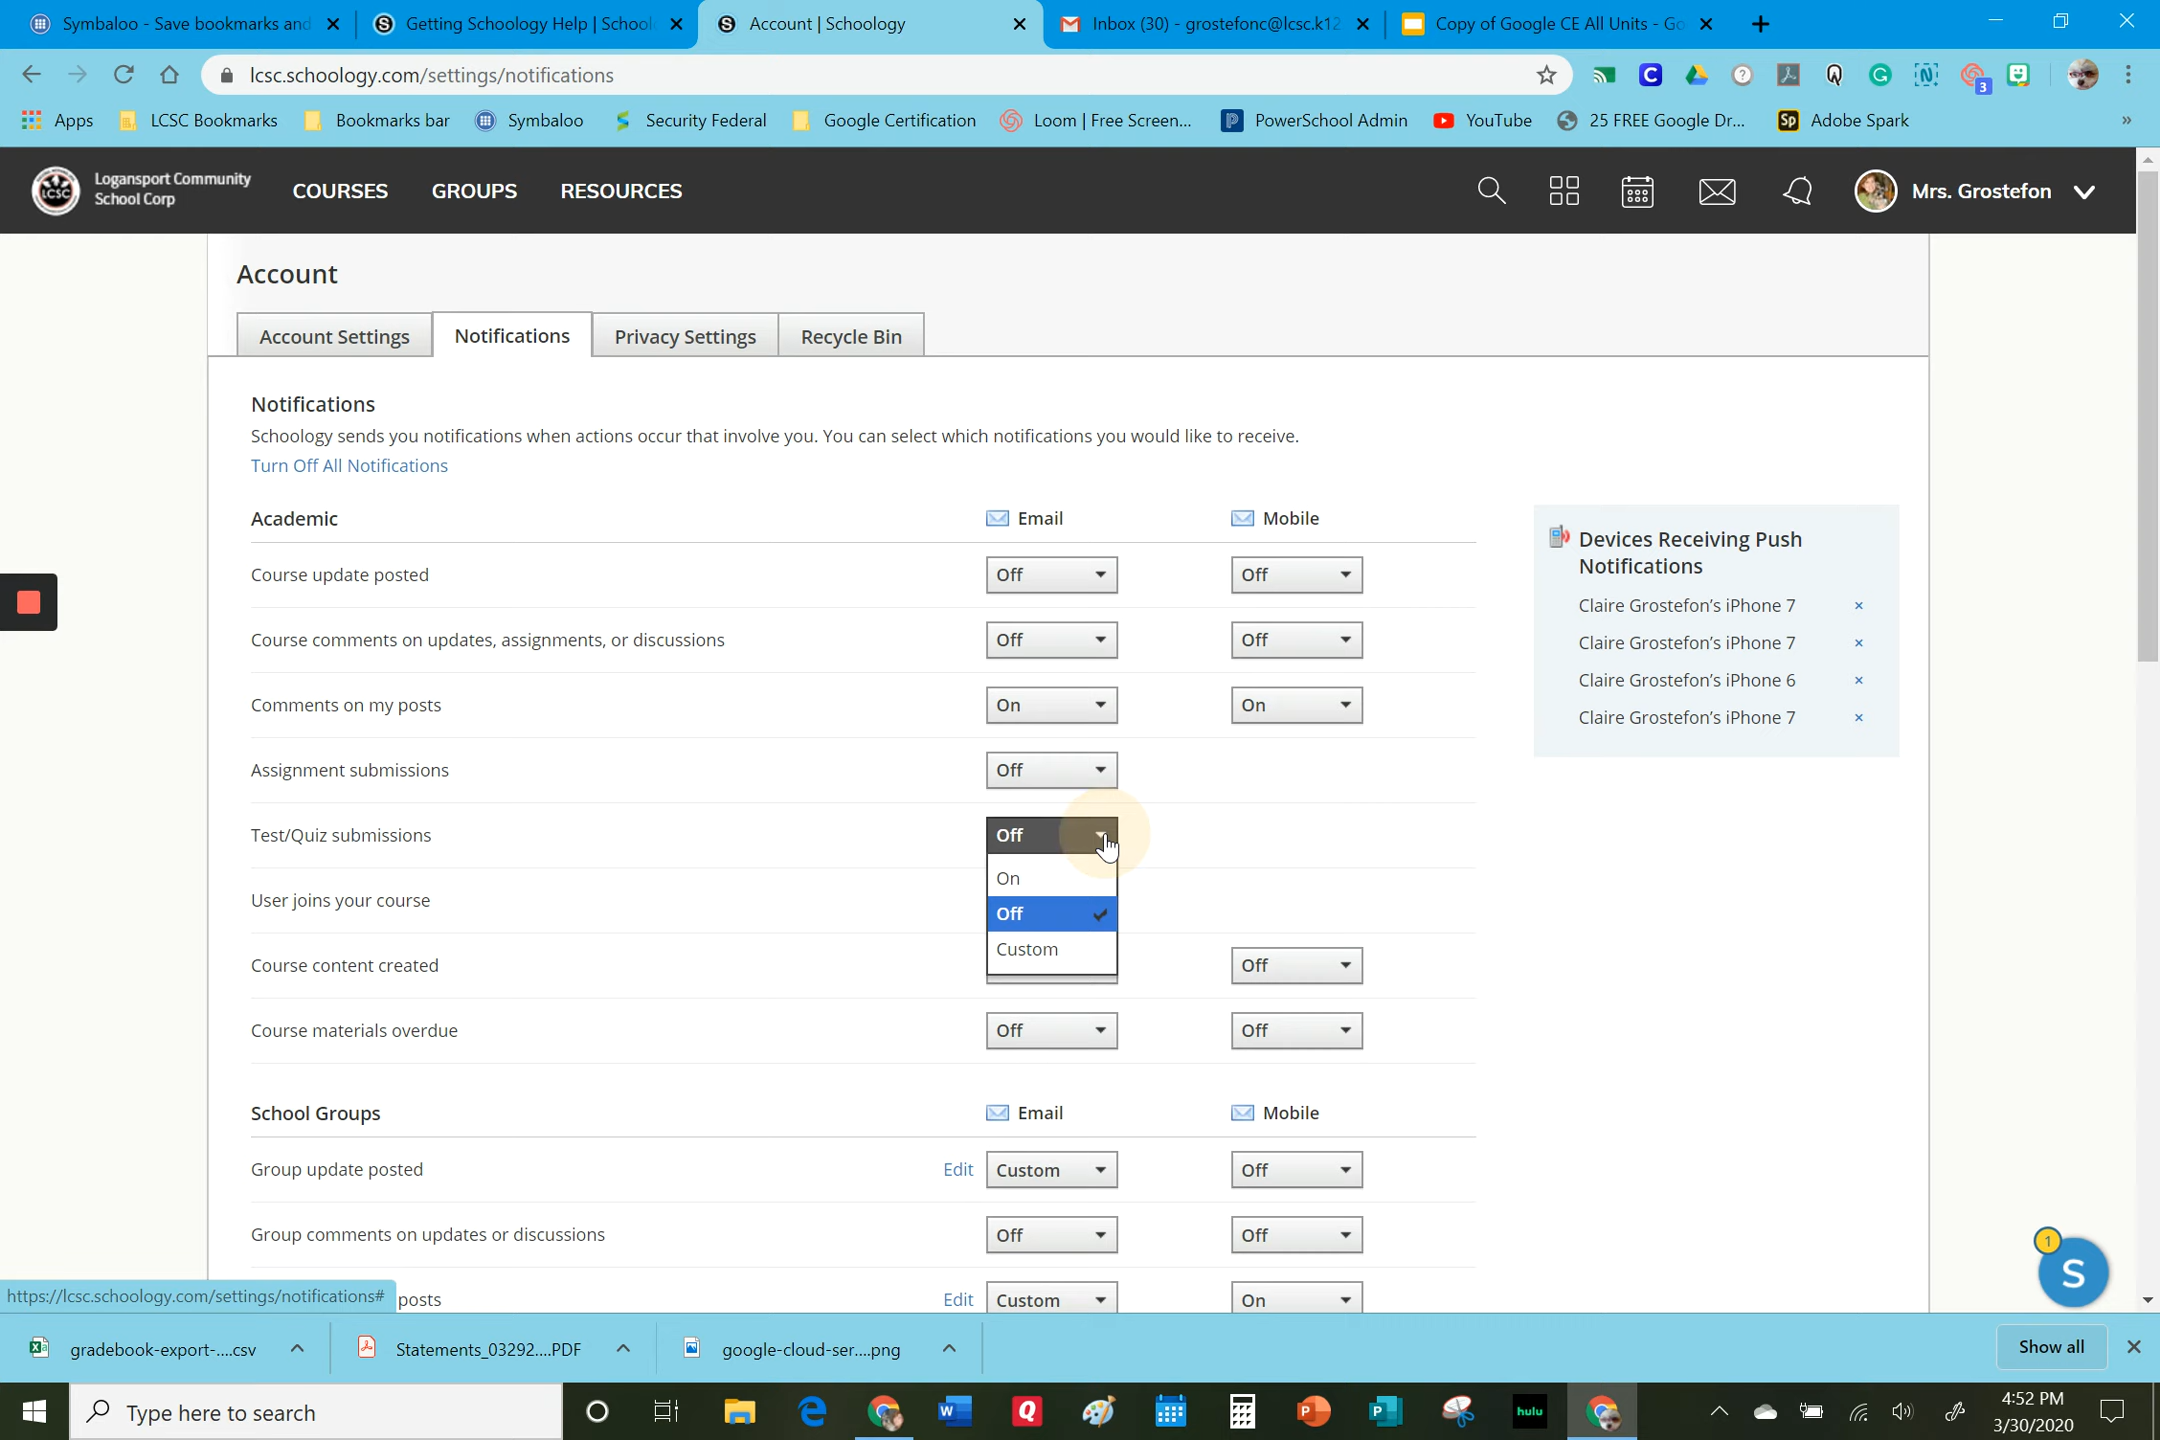 Symbaloo - Save bookmarks and
Getting Schoology Help | Schoolo
Account | Schoology
Inbox (30) - grostefonc@lcsc.k12
Copy of Google CE All Units - Go
lcsc.schoology.com/settings/notifications
3
Apps
LCSC Bookmarks
Bookmarks bar
Symbaloo
Security Federal
Google Certification
Loom | Free Screen...
PowerSchool Admin
YouTube
25 FREE Google Dr...
Sp
Adobe Spark
»
LCSC
Logansport Community
School Corp
COURSES
GROUPS
RESOURCES
Mrs. Grostefon
Account
Account Settings
Notifications
Privacy Settings
Recycle Bin
Notifications
Schoology sends you notifications when actions occur that involve you. You can select which notifications you would like to receive.
Turn Off All Notifications
Academic
Email
Mobile
Course update posted
Off
Off
Course comments on updates, assignments, or discussions
Off
Off
Comments on my posts
On
On
Assignment submissions
Off
Test/Quiz submissions
Off
On
Off
Custom
User joins your course
Course content created
Off
Course materials overdue
Off
Off
Devices Receiving Push
Notifications
Claire Grostefon's iPhone 7
×
Claire Grostefon's iPhone 7
×
Claire Grostefon's iPhone 6
×
Claire Grostefon's iPhone 7
×
School Groups
Email
Mobile
Group update posted
Edit
Custom
Off
Group comments on updates or discussions
Off
Off
posts
Edit
Custom
On
https://lcsc.schoology.com/settings/notifications#
1
S
gradebook-export-....csv
Statements_03292....PDF
google-cloud-ser....png
Show all
Type here to search
hulu
4:52 PM
3/30/2020